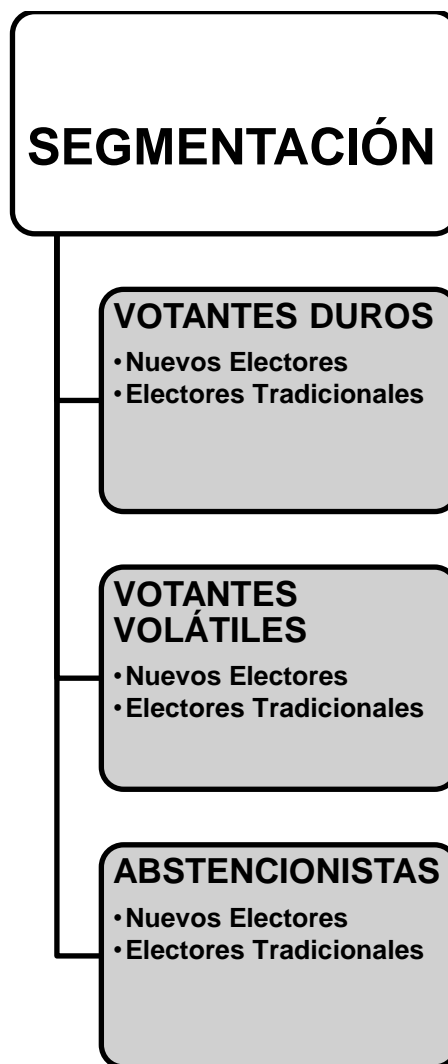 SEGMENTACIÓN
VOTANTES DUROS
•Nuevos Electores
•Electores Tradicionales
VOTANTES
VOLÁTILES
•Nuevos Electores
•Electores Tradicionales
ABSTENCIONISTAS
•Nuevos Electores
•Electores Tradicionales